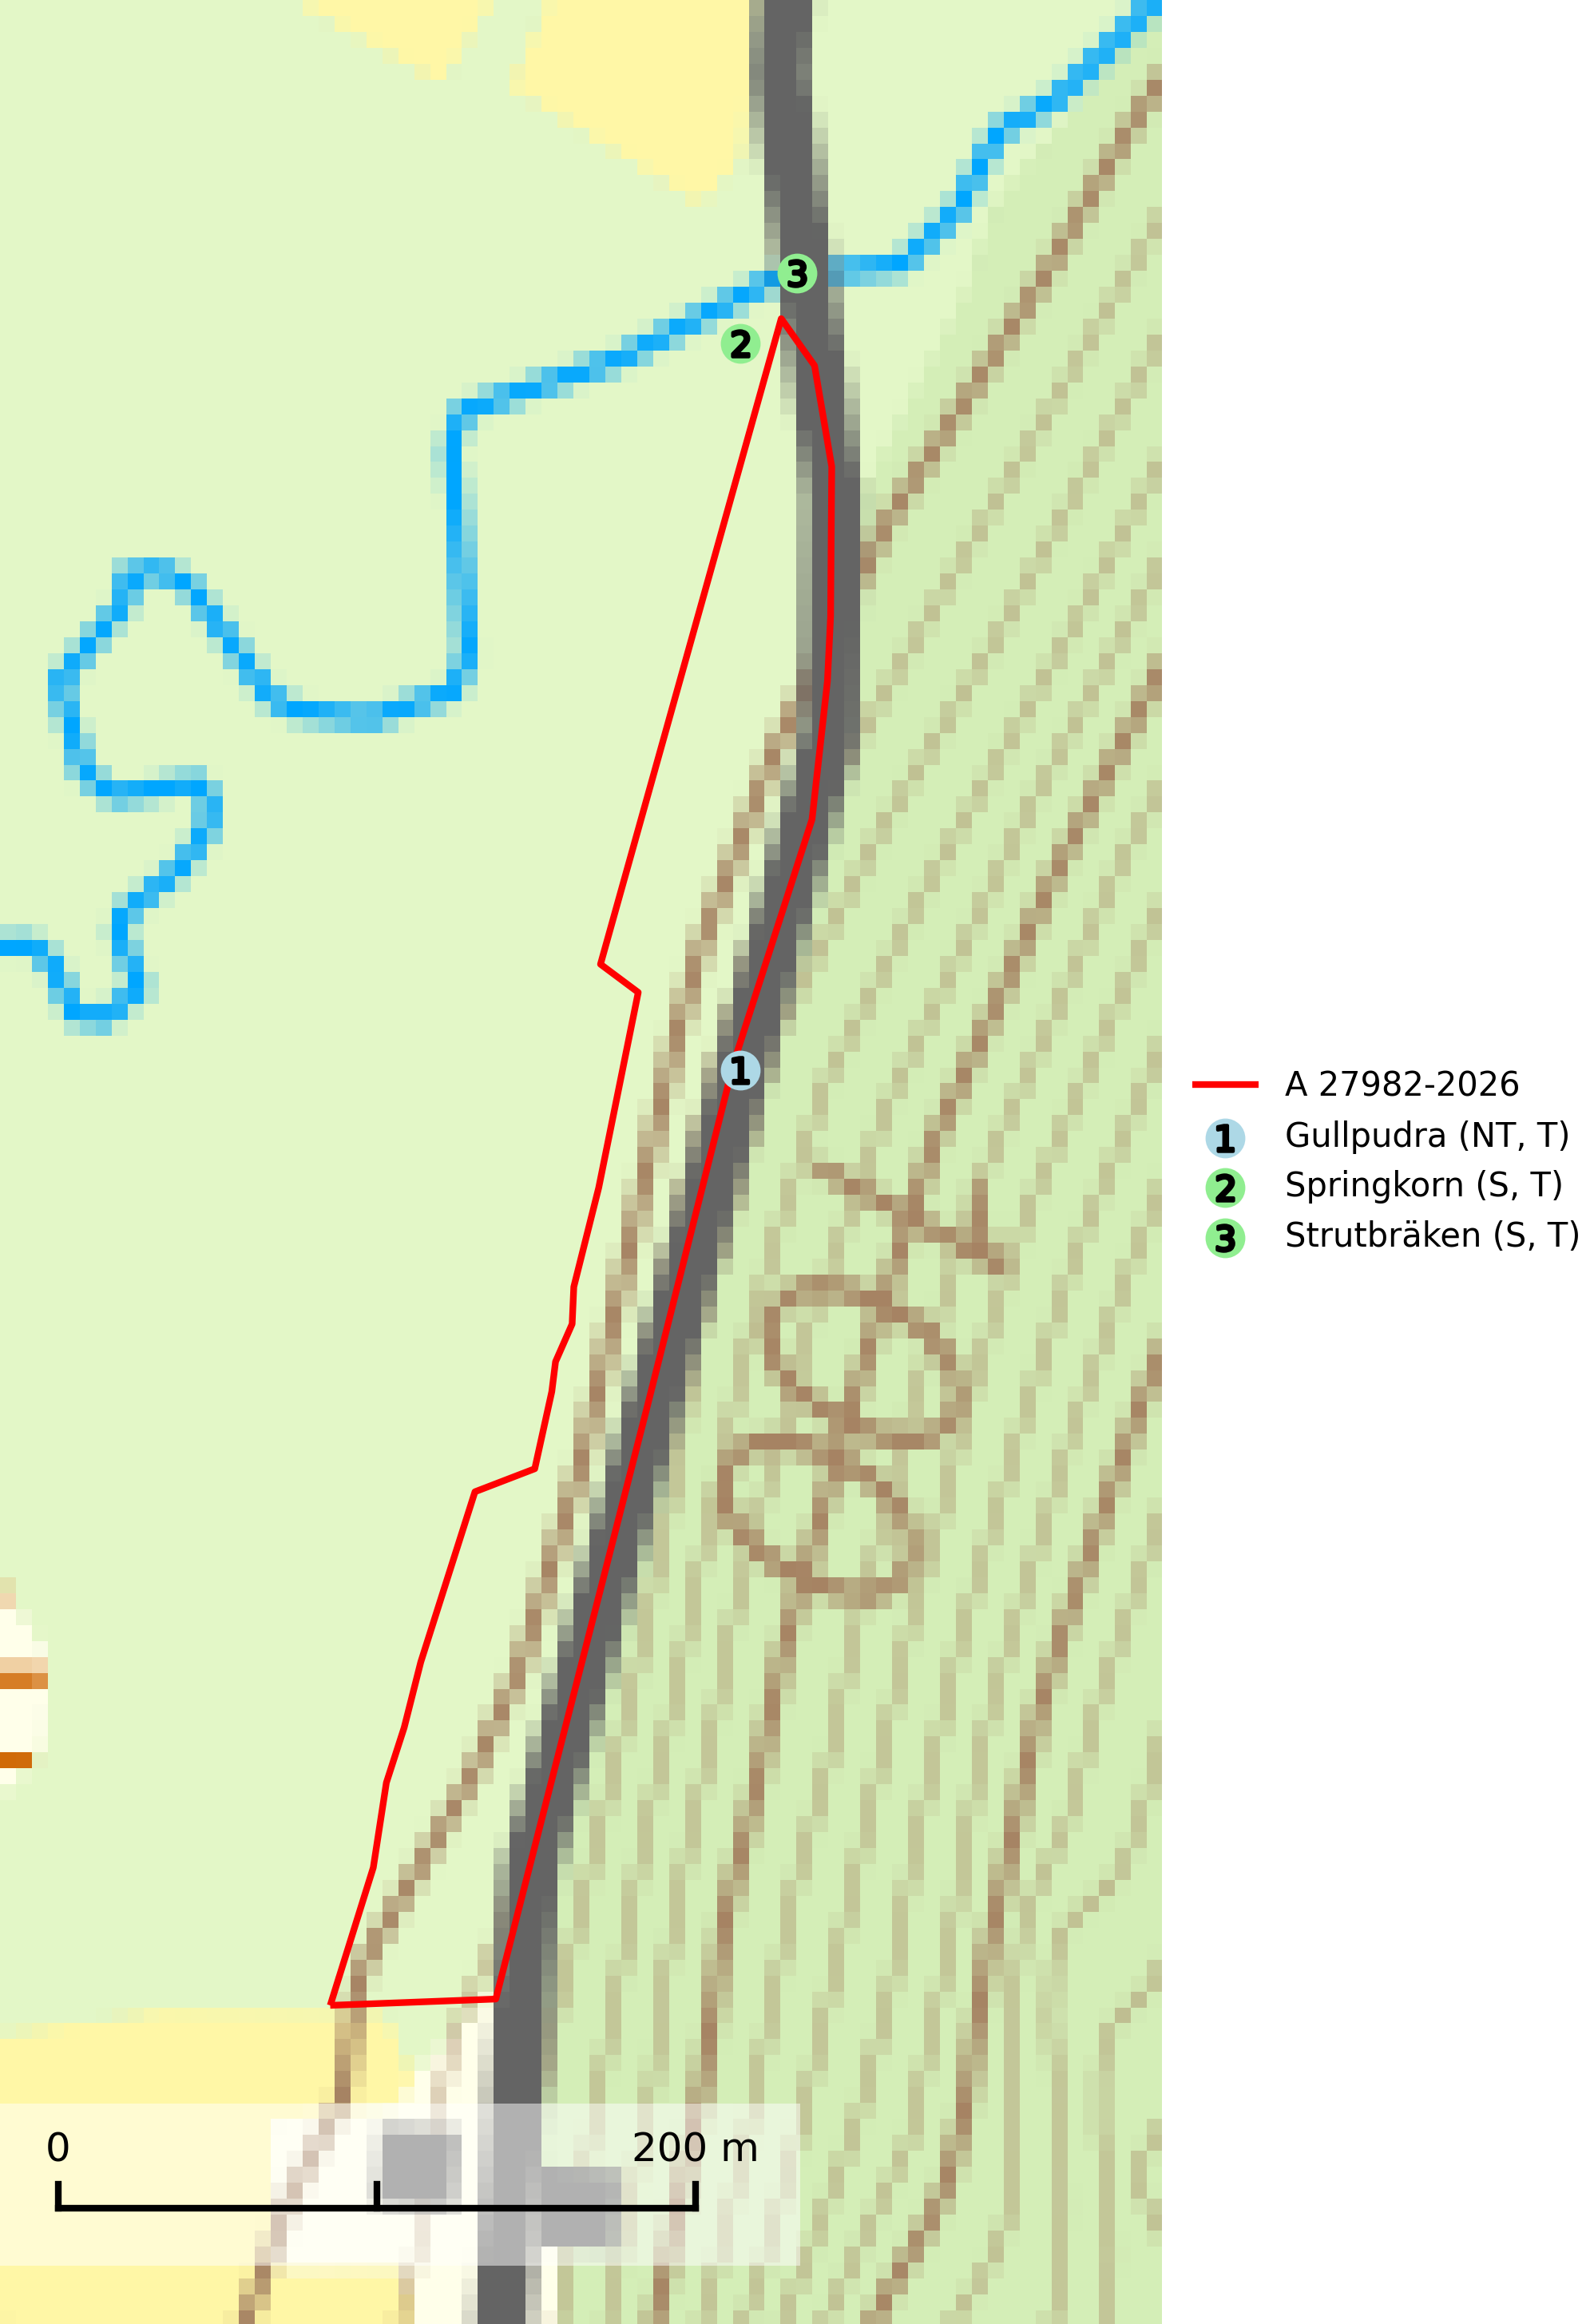 3
2
1
A 27982-2026
1 Gullpudra (NT, T)
2 Springkorn (S, T)
3 Strutbräken (S, T)
0 200 m